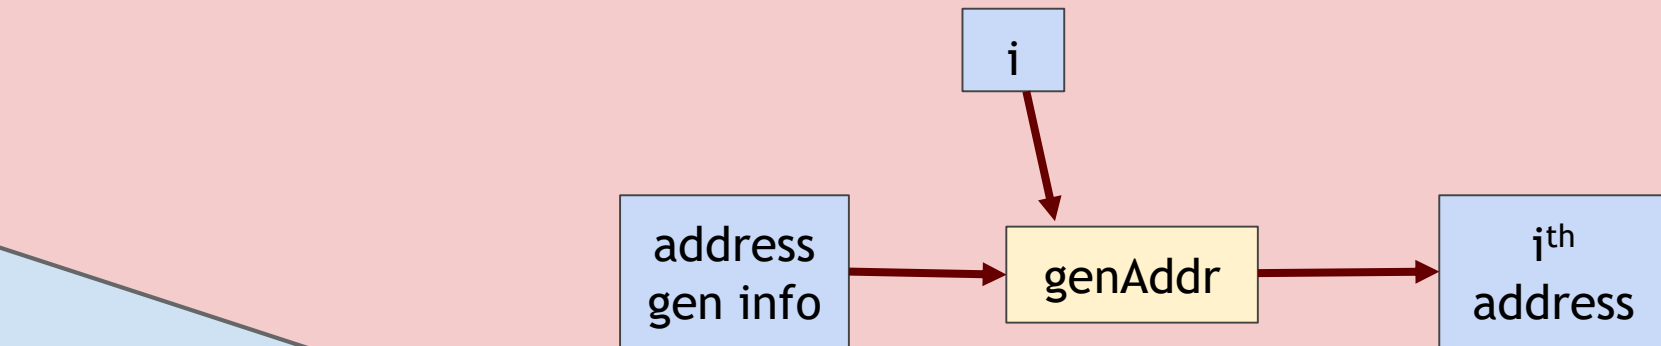 i
address
gen info
genAddr
ith
address